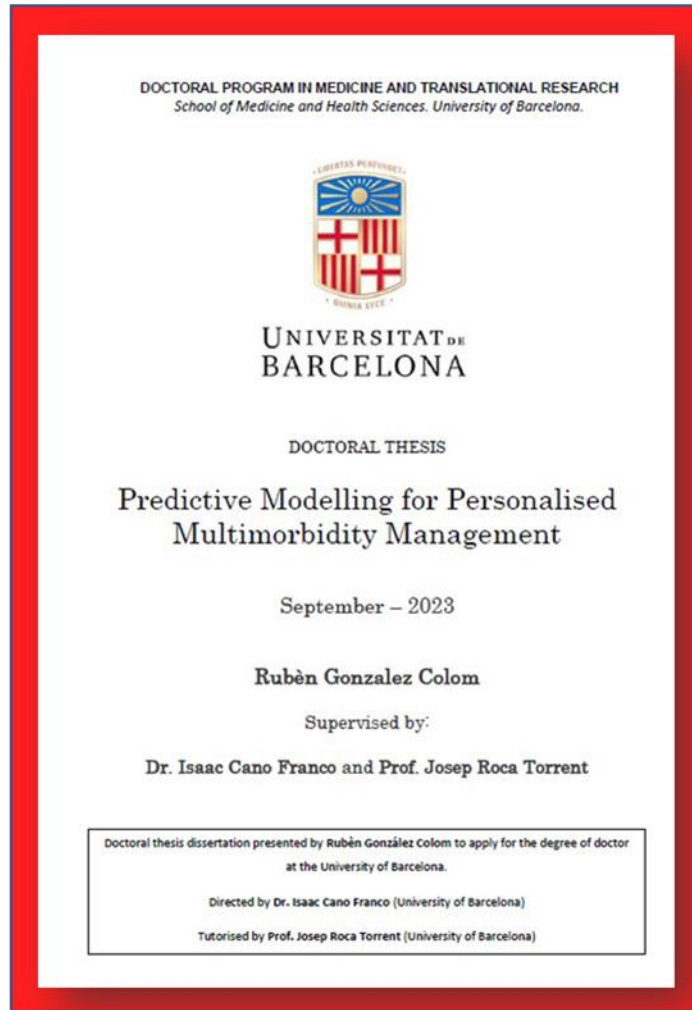 DOCTORAL PROGRAM IN MEDICINE AND TRANSLATIONAL RESEARCH
School of Medicine and Health Sciences. University of Barcelona.
· LIBERTAS PERFUNDET ·
UNIVERSITAT DE
BARCELONA
DOCTORAL THESIS
Predictive Modelling for Personalised
Multimorbidity Management
September – 2023
Rubèn Gonzalez Colom
Supervised by:
Dr. Isaac Cano Franco and Prof. Josep Roca Torrent
Doctoral thesis dissertation presented by Rubèn González Colom to apply for the degree of doctor
at the University of Barcelona.
Directed by Dr. Isaac Cano Franco (University of Barcelona)
Tutorised by Prof. Josep Roca Torrent (University of Barcelona)